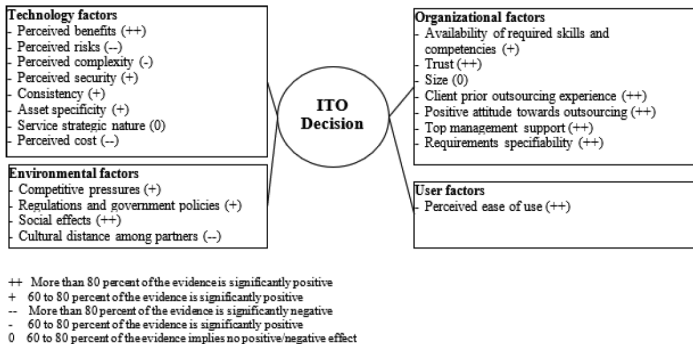 Technology factors
- Perceived benefits (++)
- Perceived risks (--)
- Perceived complexity (-)
- Perceived security (+)
- Consistency (+)
- Asset specificity (+)
- Service strategic nature (0)
- Perceived cost (--)
Environmental factors
- Competitive pressures (+)
- Regulations and government policies (+)
- Social effects (++)
- Cultural distance among partners (--)
ITO
Decision
Organizational factors
- Availability of required skills and
competencies (+)
- Trust (++)
- Size (0)
- Client prior outsourcing experience (++)
- Positive attitude towards outsourcing (++)
- Top management support (++)
- Requirements specifiability (++)
User factors
- Perceived ease of use (++)
++ More than 80 percent of the evidence is significantly positive
+ 60 to 80 percent of the evidence is significantly positive
-- More than 80 percent of the evidence is significantly negative
- 60 to 80 percent of the evidence is significantly positive
0 60 to 80 percent of the evidence implies no positive/negative effect